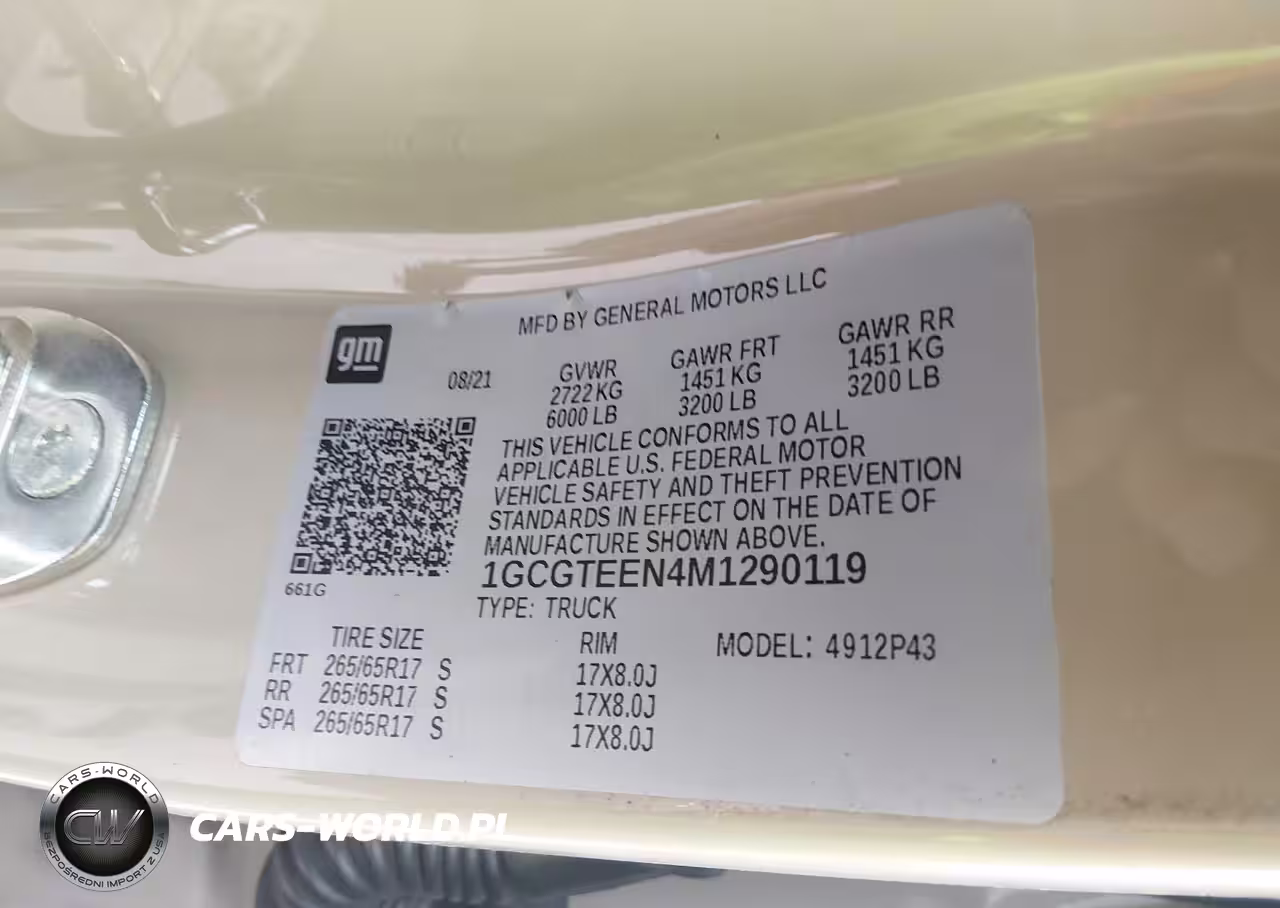 MFD BY GENERAL MOTORS LLC
gm
08/21
GVWR
2722 KG
6000 LB
GAWR FRT
1451 KG
3200 LB
GAWR RR
1451 KG
3200 LB
THIS VEHICLE CONFORMS TO ALL
APPLICABLE U.S. FEDERAL MOTOR
VEHICLE SAFETY AND THEFT PREVENTION
STANDARDS IN EFFECT ON THE DATE OF
MANUFACTURE SHOWN ABOVE.
661G
1GCGTEEN4M1290119
TYPE: TRUCK
TIRE SIZE RIM MODEL: 4912P43
FRT 265/65R17 S 17X8.0J
RR 265/65R17 S 17X8.0J
SPA 265/65R17 S 17X8.0J
CARS-WORLD
CW
BEZPOŚREDNI IMPORT Z USA
CARS-WORLD.PL